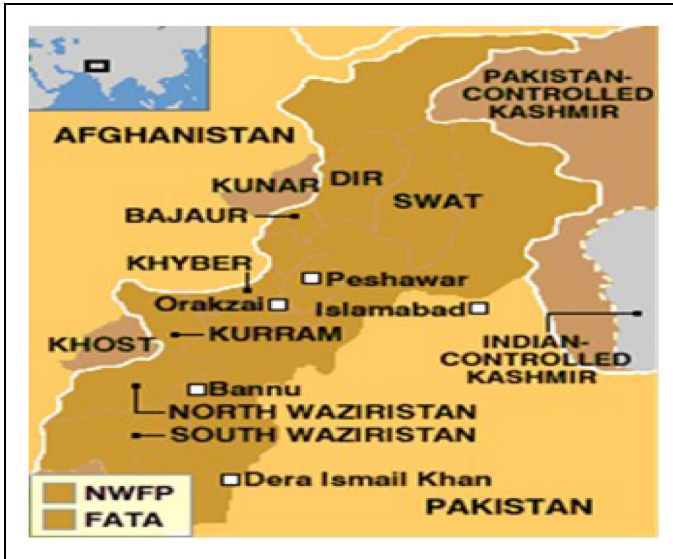 PAKISTAN-
CONTROLLED
KASHMIR
AFGHANISTAN
KUNAR
DIR
SWAT
BAJAUR
KHYBER
Peshawar
Orakzai
Islamabad
KURRAM
KHOST
INDIAN-
CONTROLLED
KASHMIR
Bannu
NORTH WAZIRISTAN
SOUTH WAZIRISTAN
Dera Ismail Khan
NWFP
FATA
PAKISTAN